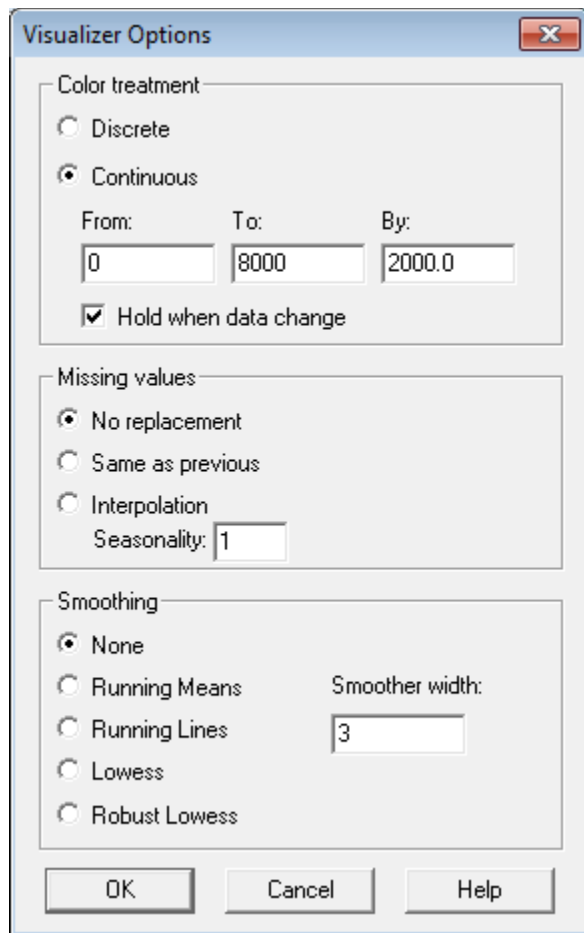 Visualizer Options
Color treatment
Discrete
Continuous
From: To: By:
0 8000 2000.0
Hold when data change
Missing values
No replacement
Same as previous
Interpolation
Seasonality: 1
Smoothing
None
Running Means Smoother width:
Running Lines 3
Lowess
Robust Lowess
OK Cancel Help